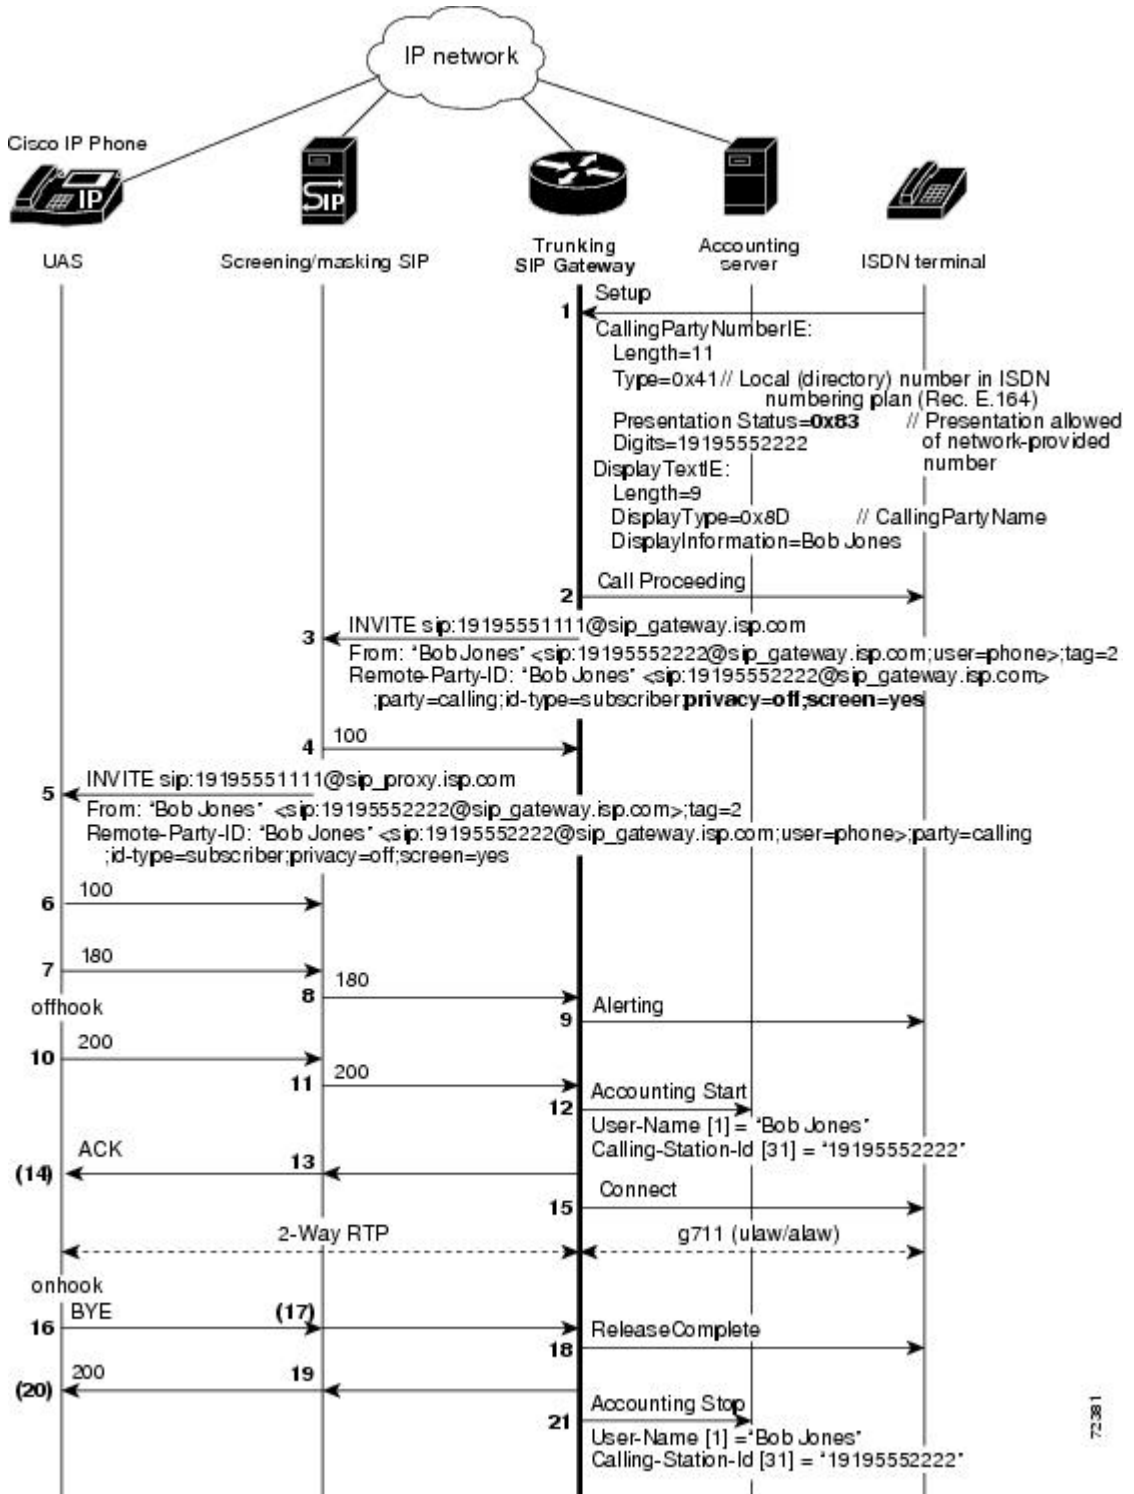 IP network
Cisco IP Phone
IP
SIP
UAS
Screening/masking SIP
Trunking
SIP Gateway
Accounting
server
ISDN terminal
1
Setup
CallingPartyNumberIE:
Length=11
Type=0x41 // Local (directory) number in ISDN
numbering plan (Rec. E.164)
Presentation Status=0x83 // Presentation allowed
of network-provided
number
Digits=19195552222
DisplayTextIE:
Length=9
DisplayType=0x8D // CallingPartyName
DisplayInformation=Bob Jones
2
Call Proceeding
3
INVITE sip:19195551111@sip_gateway.isp.com
From: "Bob Jones" <sip:19195552222@sip_gateway.isp.com;user=phone>;tag=2
Remote-Party-ID: "Bob Jones" <sip:19195552222@sip_gateway.isp.com>
;party=calling;id-type=subscriber;privacy=off;screen=yes
4
100
5
INVITE sip:19195551111@sip_proxy.isp.com
From: "Bob Jones" <sip:19195552222@sip_gateway.isp.com>;tag=2
Remote-Party-ID: "Bob Jones" <sip:19195552222@sip_gateway.isp.com;user=phone>;party=calling
;id-type=subscriber;privacy=off;screen=yes
6
100
7
180
8
180
offhook
9
Alerting
10
200
11
200
12
Accounting Start
User-Name [1] = "Bob Jones"
Calling-Station-Id [31] = "19195552222"
(14)
ACK
13
15
Connect
2-Way RTP
g711 (ulaw/alaw)
onhook
16
BYE
(17)
18
ReleaseComplete
(20)
200
19
21
Accounting Stop
User-Name [1] ="Bob Jones"
Calling-Station-Id [31] = "19195552222"
72381